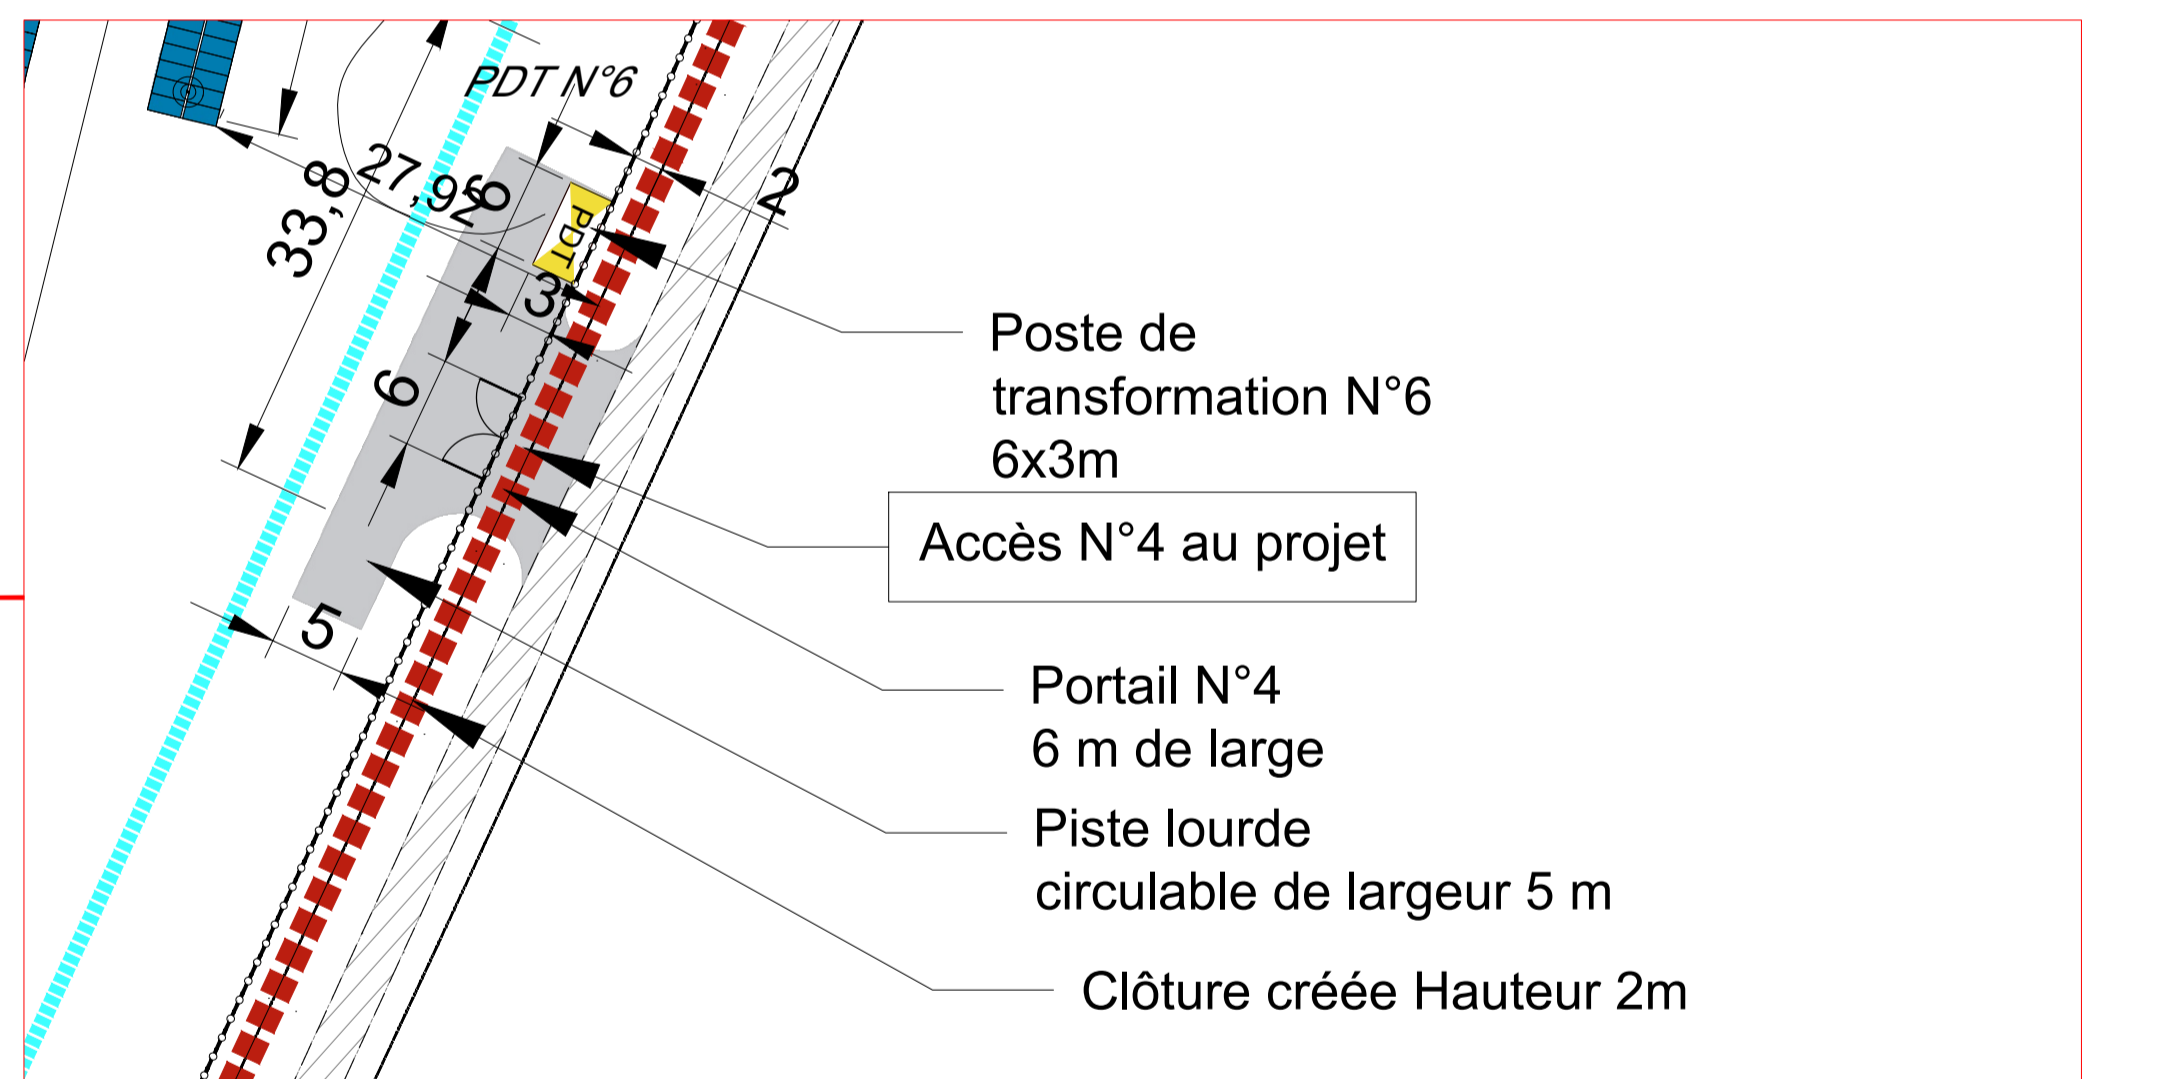 PDT N°6
27,92
6
2
33,8
PDT
3
6
5
Poste de
transformation N°6
6x3m
Accès N°4 au projet
Portail N°4
6 m de large
Piste lourde
circulable de largeur 5 m
Clôture créée Hauteur 2m